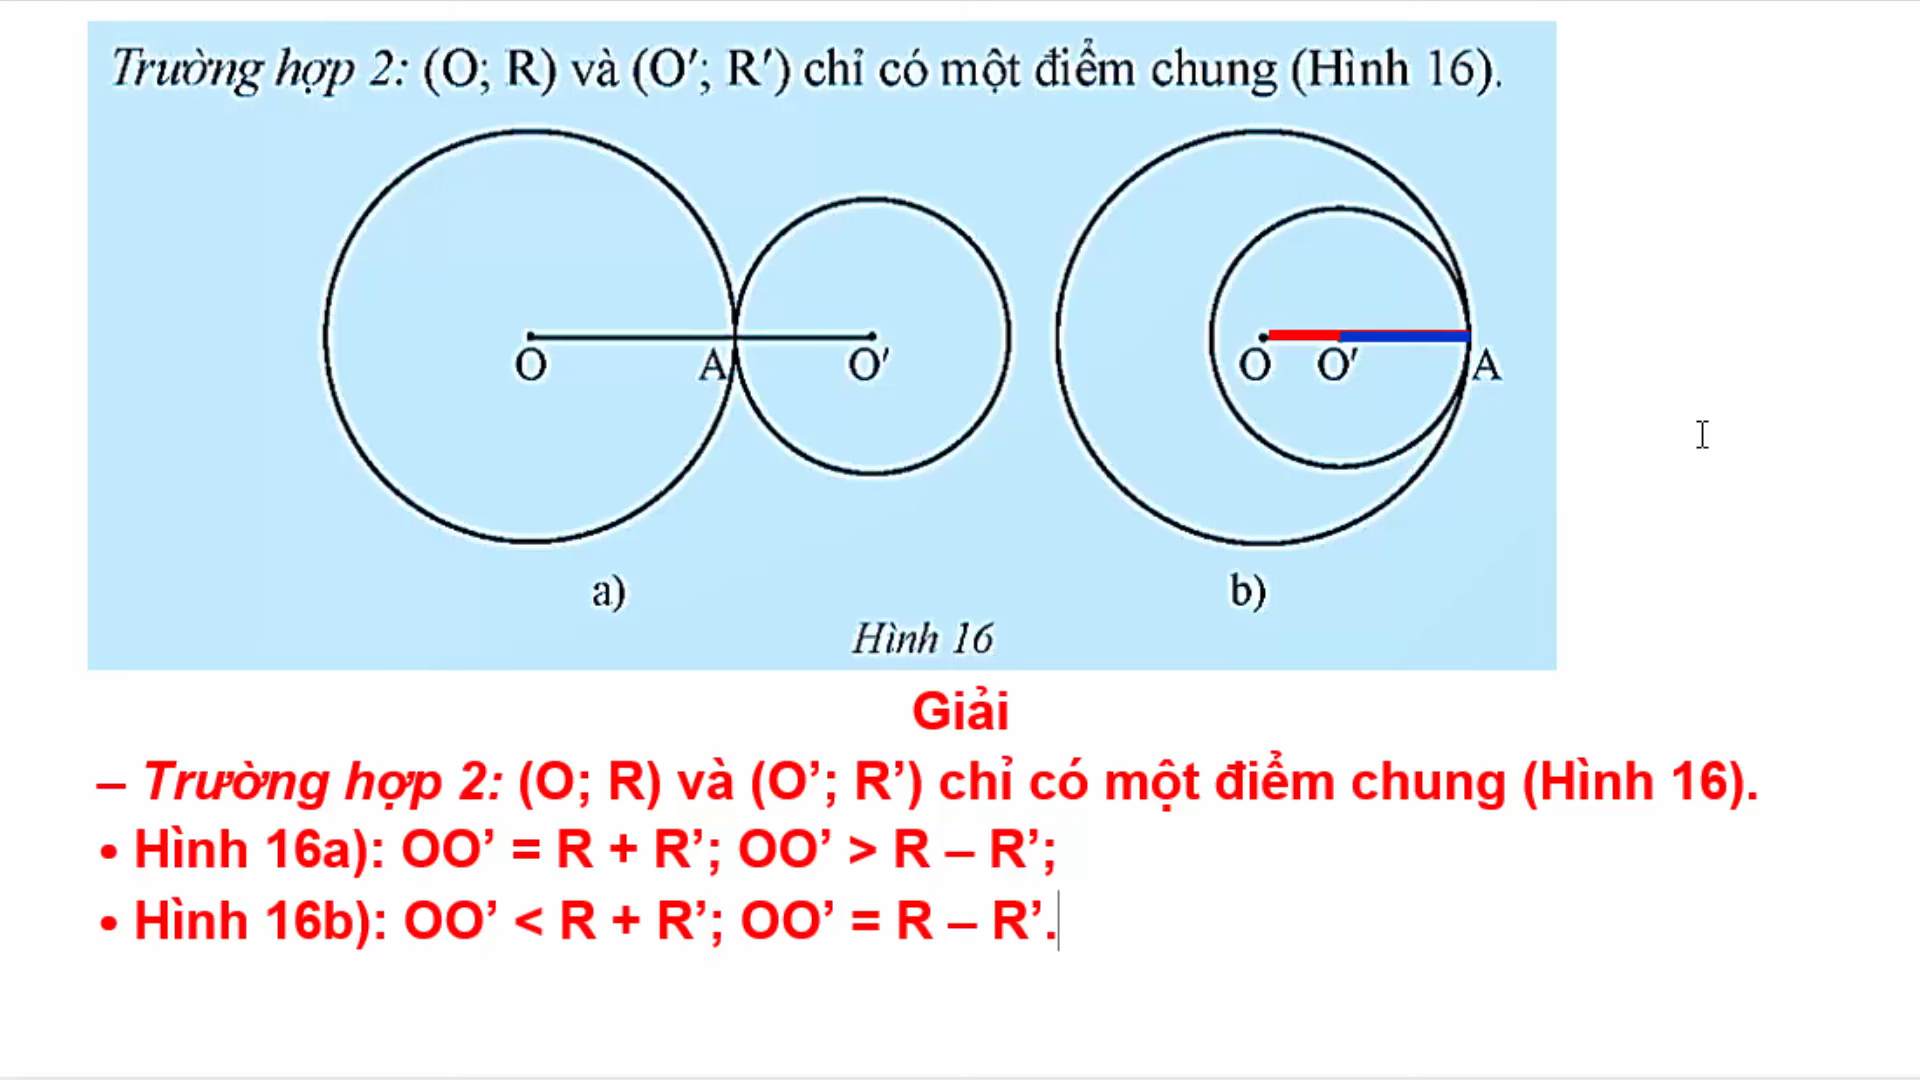 Trường hợp 2: (O; R) và (O′; R′) chỉ có một điểm chung (Hình 16).
O A O′
O O′ A
a) b)
Hình 16
Giải
– Trường hợp 2: (O; R) và (O’; R’) chỉ có một điểm chung (Hình 16).
• Hình 16a): OO’ = R + R’; OO’ > R – R’;
• Hình 16b): OO’ < R + R’; OO’ = R – R’.